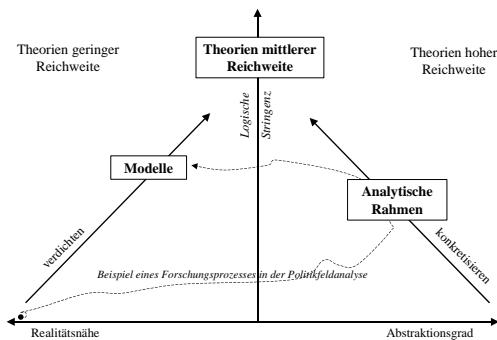 Theorien geringer
Reichweite
Theorien mittlerer
Reichweite
Theorien hoher
Reichweite
Logische
Stringenz
Modelle
Analytische
Rahmen
verdichten
konkretisieren
Beispiel eines Forschungsprozesses in der Politikfeldanalyse
Realitätsnähe
Abstraktionsgrad